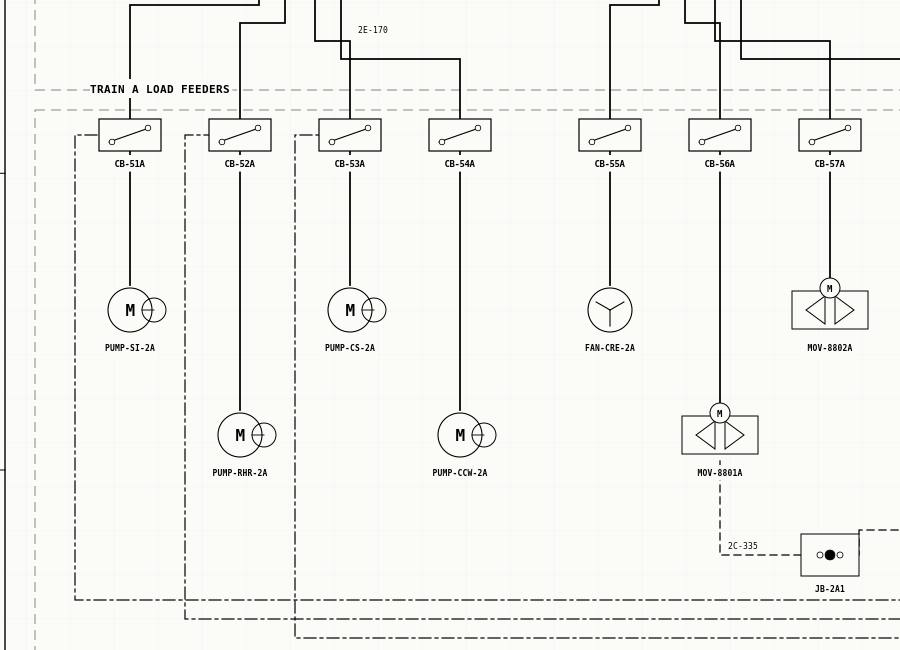 2E-170
TRAIN A LOAD FEEDERS
CB-51A
CB-52A
CB-53A
CB-54A
CB-55A
CB-56A
CB-57A
M
M
M
PUMP-SI-2A
PUMP-CS-2A
FAN-CRE-2A
MOV-8802A
M
M
M
PUMP-RHR-2A
PUMP-CCW-2A
MOV-8801A
2C-335
JB-2A1